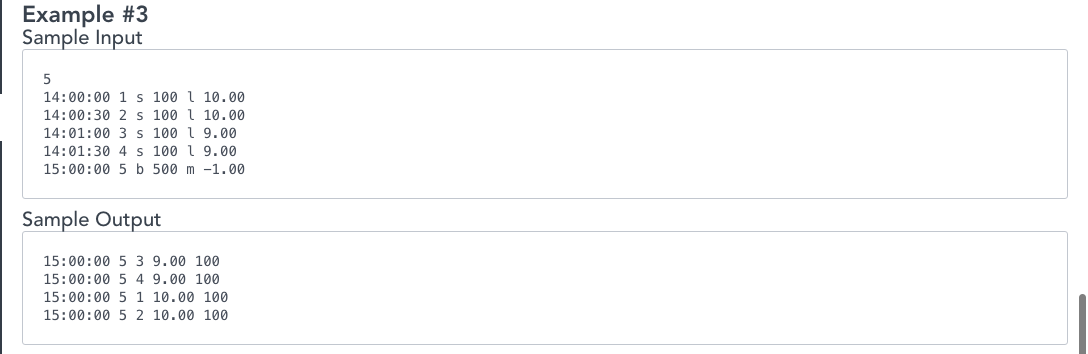 Example #3
Sample Input
5
14:00:00 1 s 100 l 10.00
14:00:30 2 s 100 l 10.00
14:01:00 3 s 100 l 9.00
14:01:30 4 s 100 l 9.00
15:00:00 5 b 500 m -1.00
Sample Output
15:00:00 5 3 9.00 100
15:00:00 5 4 9.00 100
15:00:00 5 1 10.00 100
15:00:00 5 2 10.00 100